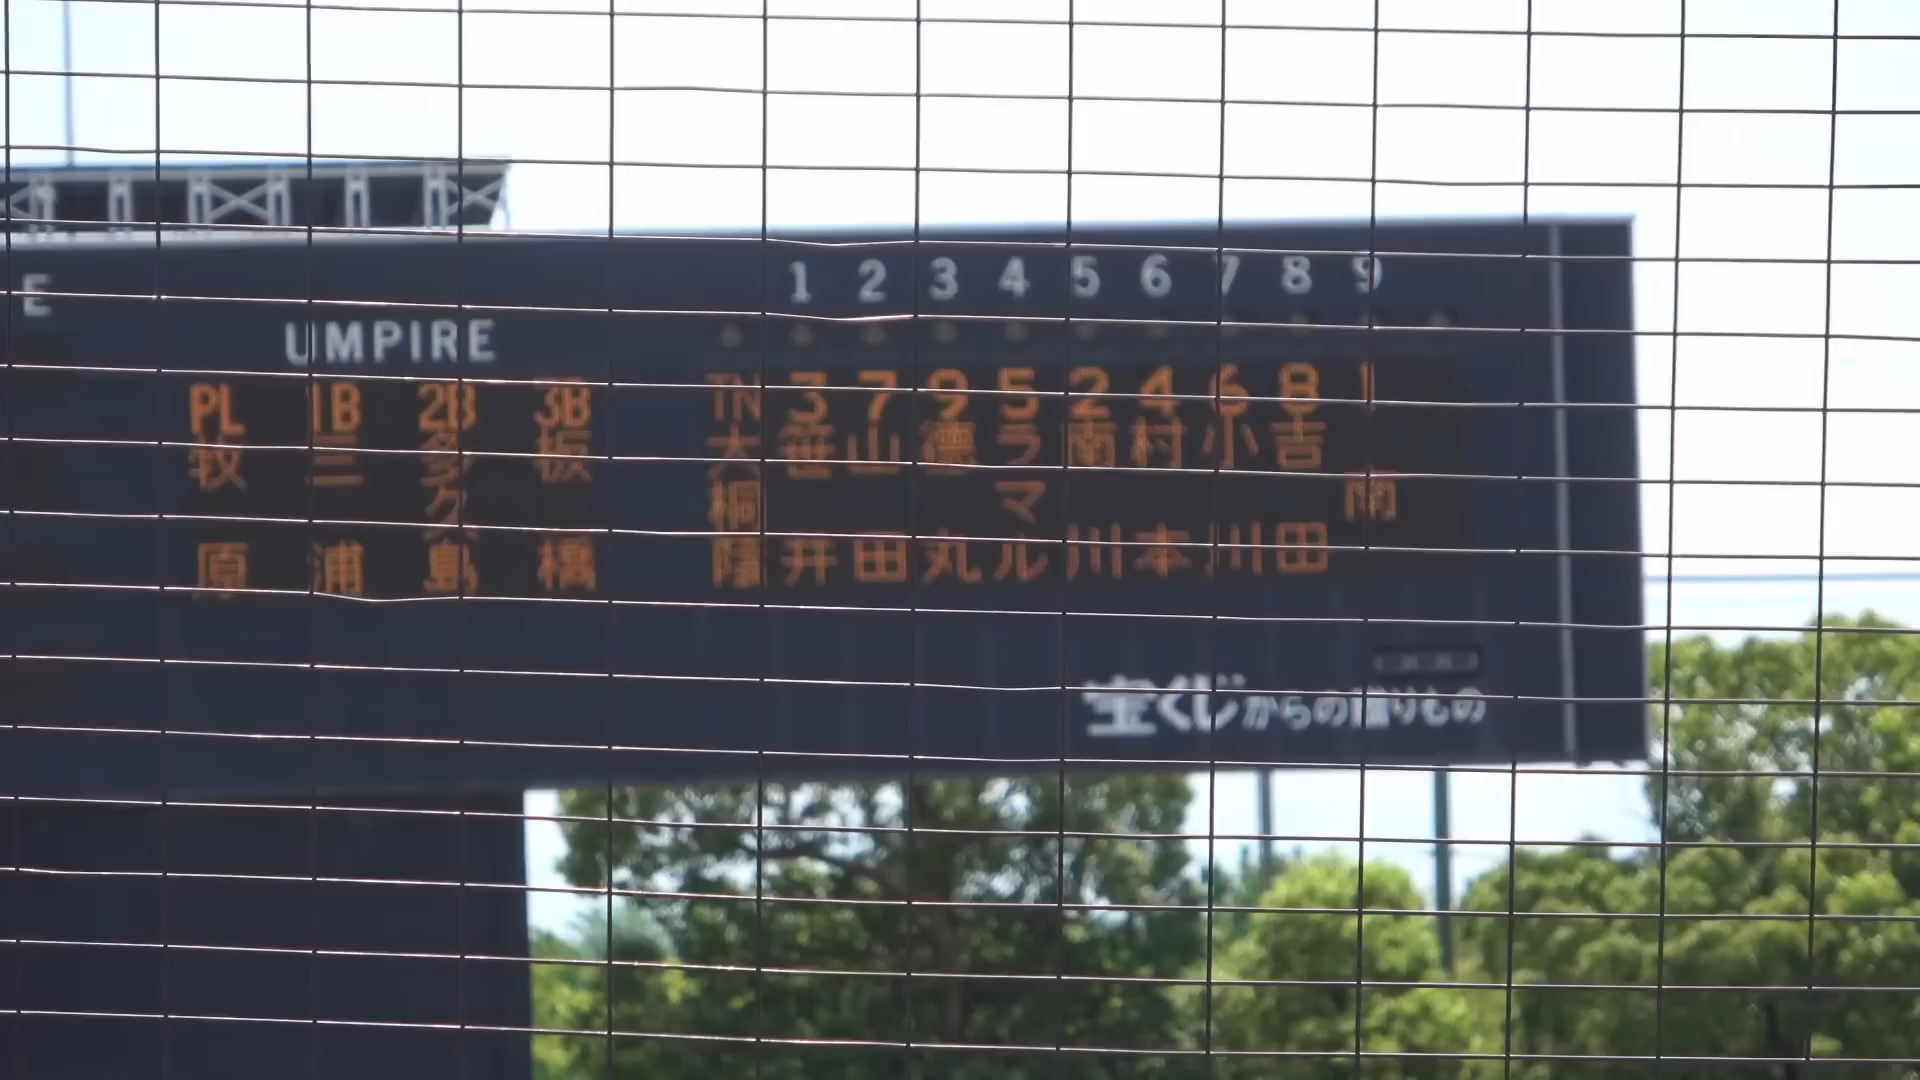 E
UMPIRE
PL 1B 2B 3B
牧原 三浦 多久島 板橋
1 2 3 4 5 6 7 8 9
TN 3 7 9 5 2 4 6 8 1
大桐蔭 笹井 山田 徳丸 ラマル 南川 村本 小川 吉田 南
宝くじからの贈りもの